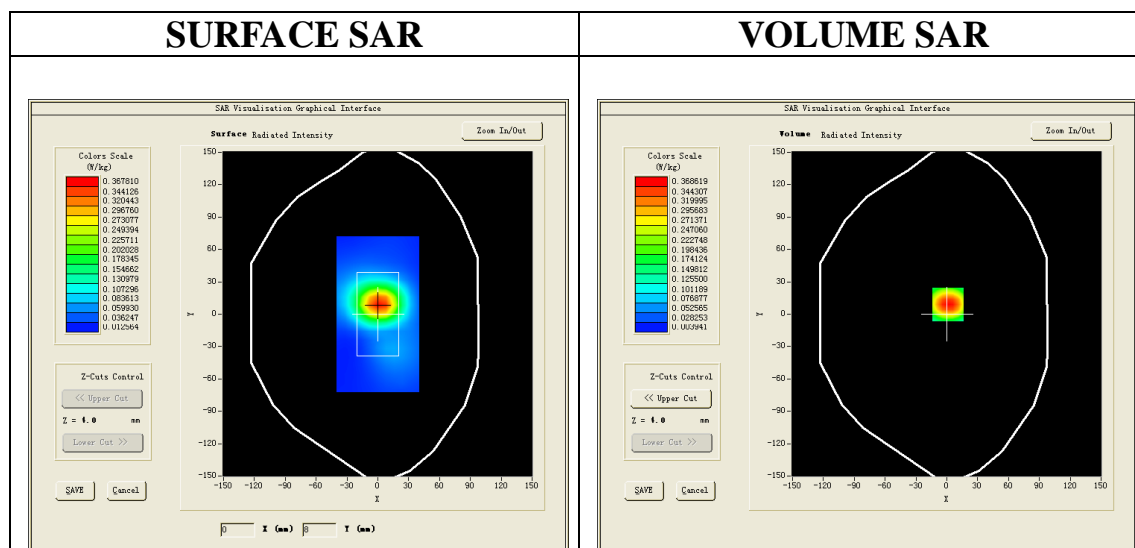 SURFACE SAR
VOLUME SAR
SAR Visualisation Graphical Interface
Surface Radiated Intensity
Zoom In/Out
Colors Scale
(W/kg)
0.367810
0.344126
0.320443
0.296760
0.273077
0.249394
0.225711
0.202028
0.178345
0.154662
0.130979
0.107296
0.083613
0.059930
0.036247
0.012564
150
120
90
60
30
0
-30
-60
-90
-120
-150
Y
-150 -120 -90 -60 -30 0 30 60 90 120 150
X
Z-Cuts Control
<< Upper Cut
Z = 4.0 mm
Lower Cut >>
SAVE Cancel
0 X (mm) 8 Y (mm)
SAR Visualisation Graphical Interface
Volume Radiated Intensity
Zoom In/Out
Colors Scale
(W/kg)
0.368619
0.344307
0.319995
0.295683
0.271371
0.247060
0.222748
0.198436
0.174124
0.149812
0.125500
0.101189
0.076877
0.052565
0.028253
0.003941
150
120
90
60
30
0
-30
-60
-90
-120
-150
Y
-150 -120 -90 -60 -30 0 30 60 90 120 150
X
Z-Cuts Control
<< Upper Cut
Z = 4.0 mm
Lower Cut >>
SAVE Cancel